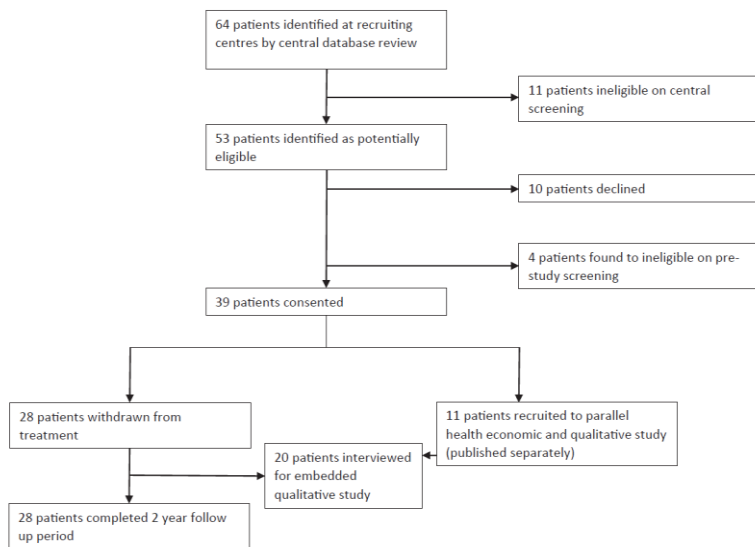 64 patients identified at recruiting
centres by central database review
11 patients ineligible on central
screening
53 patients identified as potentially
eligible
10 patients declined
4 patients found to ineligible on pre-
study screening
39 patients consented
28 patients withdrawn from
treatment
11 patients recruited to parallel
health economic and qualitative study
(published separately)
20 patients interviewed
for embedded
qualitative study
28 patients completed 2 year follow
up period